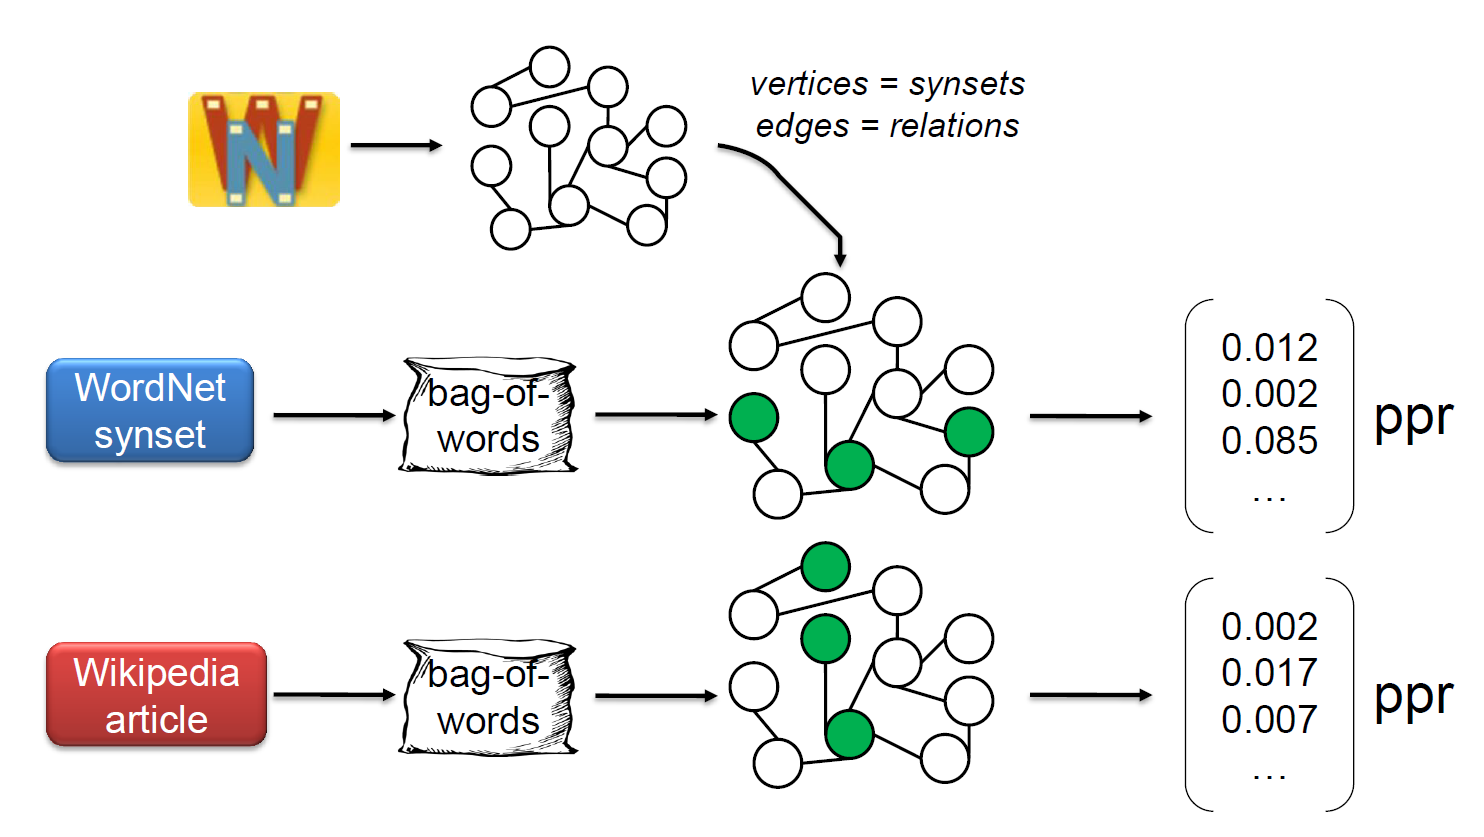 WN
vertices = synsets
edges = relations
WordNet
synset
bag-of-
words
0.012
0.002
0.085
...
ppr
Wikipedia
article
bag-of-
words
0.002
0.017
0.007
...
ppr